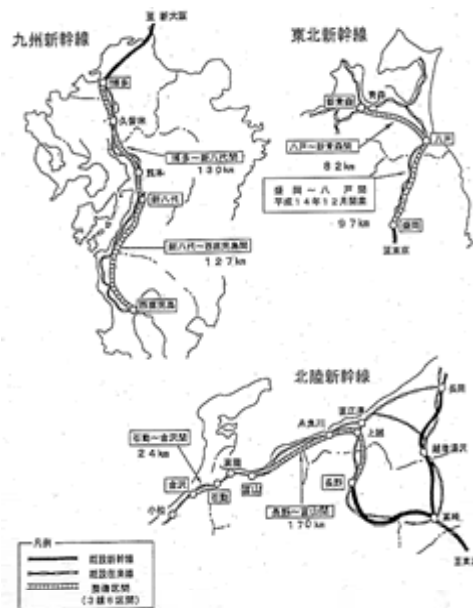 九州新幹線
至 新大阪
博多
久留米
博多〜新八代間
130km
熊本
新八代
新八代〜西鹿児島間
127km
西鹿児島
東北新幹線
新青森
青森
八戸
八戸〜新青森間
82km
盛岡〜八戸間
平成14年12月開業
97km
盛岡
至東京
北陸新幹線
長岡
直江津
糸魚川
上越
越後湯沢
石動〜金沢間
24km
高岡
金沢
石動
富山
長野
小松
長野〜富山間
170km
高崎
至東京
凡例
既設新幹線
既設在来線
整備区間
(3線6区間)